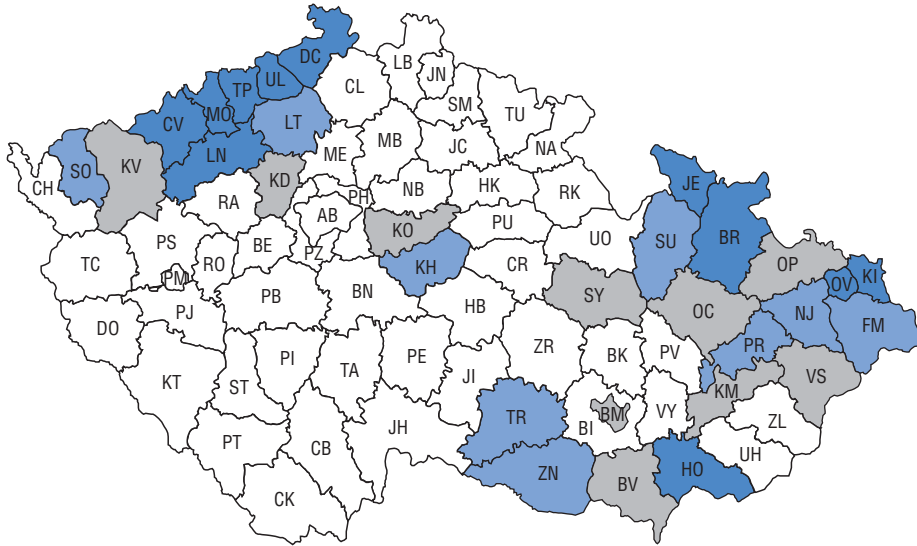 DC
LB
JN
UL
TP
CL
MO
SM
TU
CV
LT
MB
JC
NA
LN
ME
SO
KV
KD
CH
NB
HK
RK
JE
RA
PH
AB
PU
KO
SU
BR
PS
BE
UO
TC
RO
PZ
KH
CR
OP
PM
OV
KI
PB
BN
SY
PJ
HB
OC
NJ
FM
DO
ZR
BK
PV
PR
PI
TA
PE
KT
ST
JI
VS
KM
VY
BM
TR
BI
ZL
JH
PT
CB
UH
HO
ZN
BV
CK